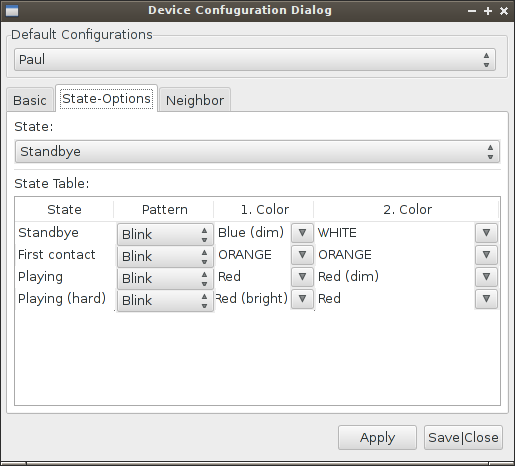 Device Confuguration Dialog
Default Configurations
Paul
Basic State-Options Neighbor
State:
Standbye
State Table:
State Pattern 1. Color 2. Color
Standbye Blink Blue (dim) WHITE
First contact Blink ORANGE ORANGE
Playing Blink Red Red (dim)
Playing (hard) Blink Red (bright) Red
Apply Save|Close